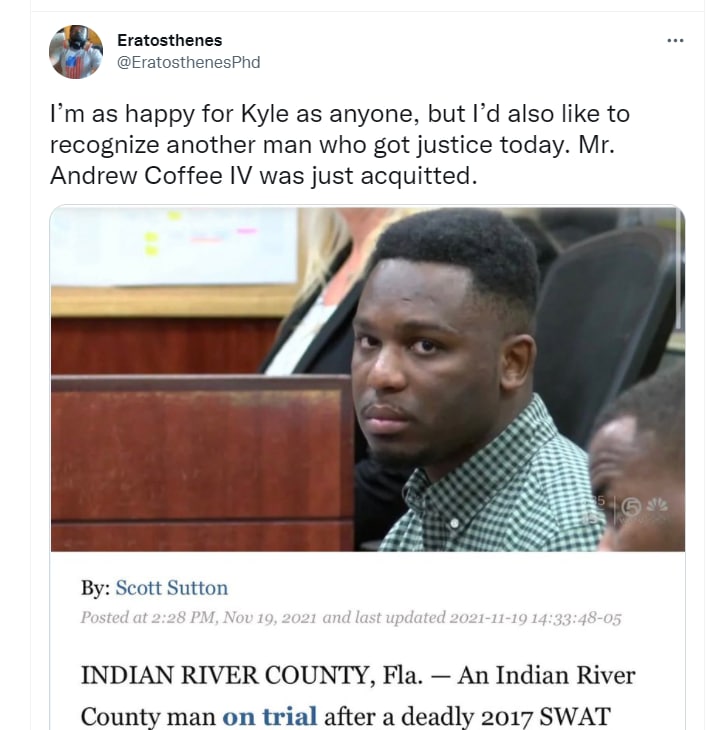 Eratosthenes
@EratosthenesPhd
I'm as happy for Kyle as anyone, but I'd also like to
recognize another man who got justice today. Mr.
Andrew Coffee IV was just acquitted.
5
By: Scott Sutton
Posted at 2:28 PM, Nov 19, 2021 and last updated 2021-11-19 14:33:48-05
INDIAN RIVER COUNTY, Fla. — An Indian River
County man on trial after a deadly 2017 SWAT